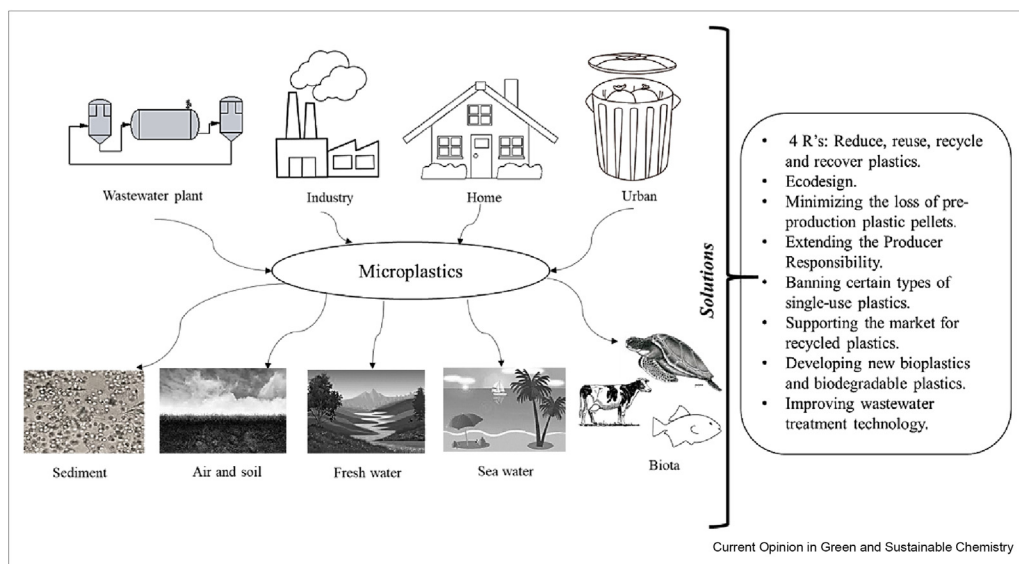 Wastewater plant
Industry
Home
Urban
Microplastics
Sediment
Air and soil
Fresh water
Sea water
Biota
Solutions
• 4 R's: Reduce, reuse, recycle
and recover plastics.
• Ecodesign.
• Minimizing the loss of pre-
production plastic pellets.
• Extending the Producer
Responsibility.
• Banning certain types of
single-use plastics.
• Supporting the market for
recycled plastics.
• Developing new bioplastics
and biodegradable plastics.
• Improving wastewater
treatment technology.
Current Opinion in Green and Sustainable Chemistry